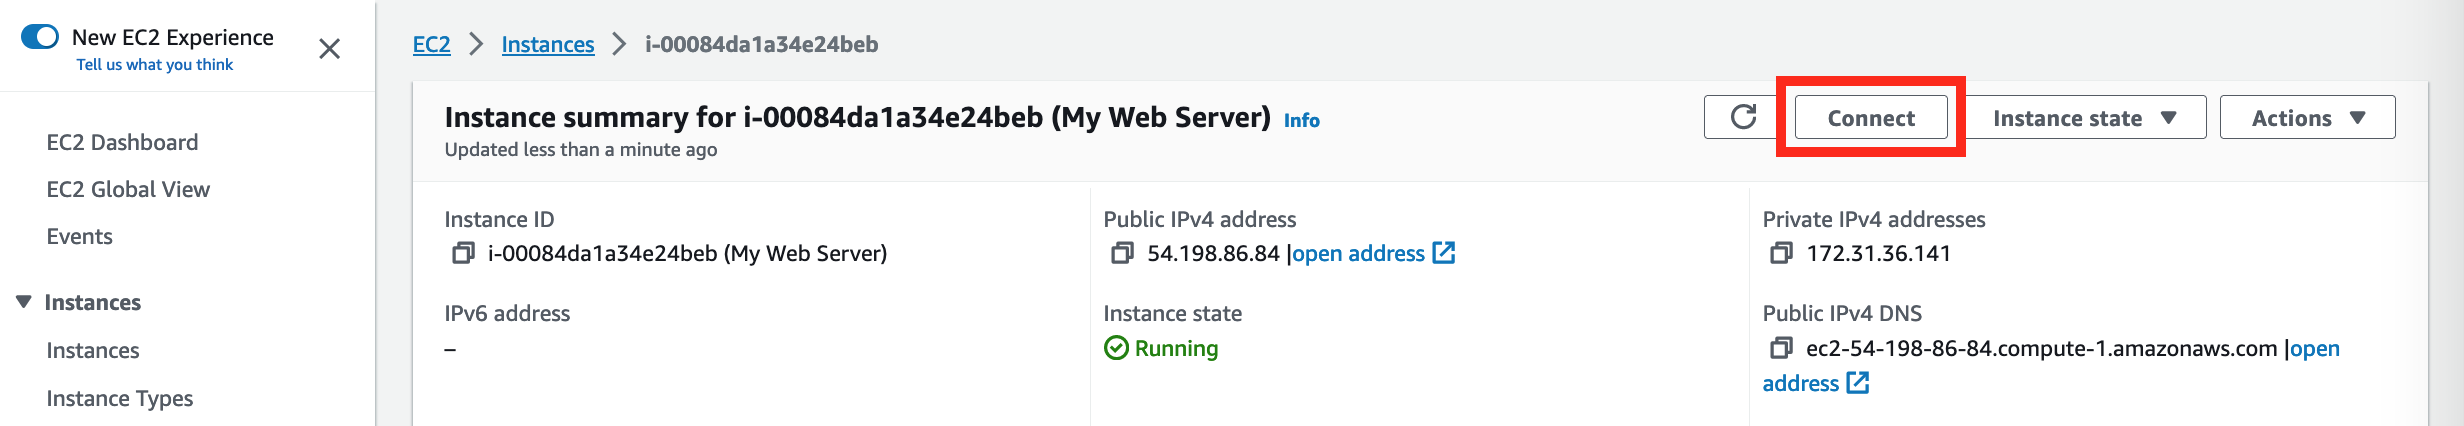 New EC2 Experience
Tell us what you think
EC2 Dashboard
EC2 Global View
Events
Instances
Instances
Instance Types
EC2 > Instances > i-00084da1a34e24beb
Instance summary for i-00084da1a34e24beb (My Web Server) Info
Updated less than a minute ago
Connect
Instance state
Actions
Instance ID
i-00084da1a34e24beb (My Web Server)
IPv6 address
–
Public IPv4 address
54.198.86.84 |open address
Instance state
Running
Private IPv4 addresses
172.31.36.141
Public IPv4 DNS
ec2-54-198-86-84.compute-1.amazonaws.com |open
address